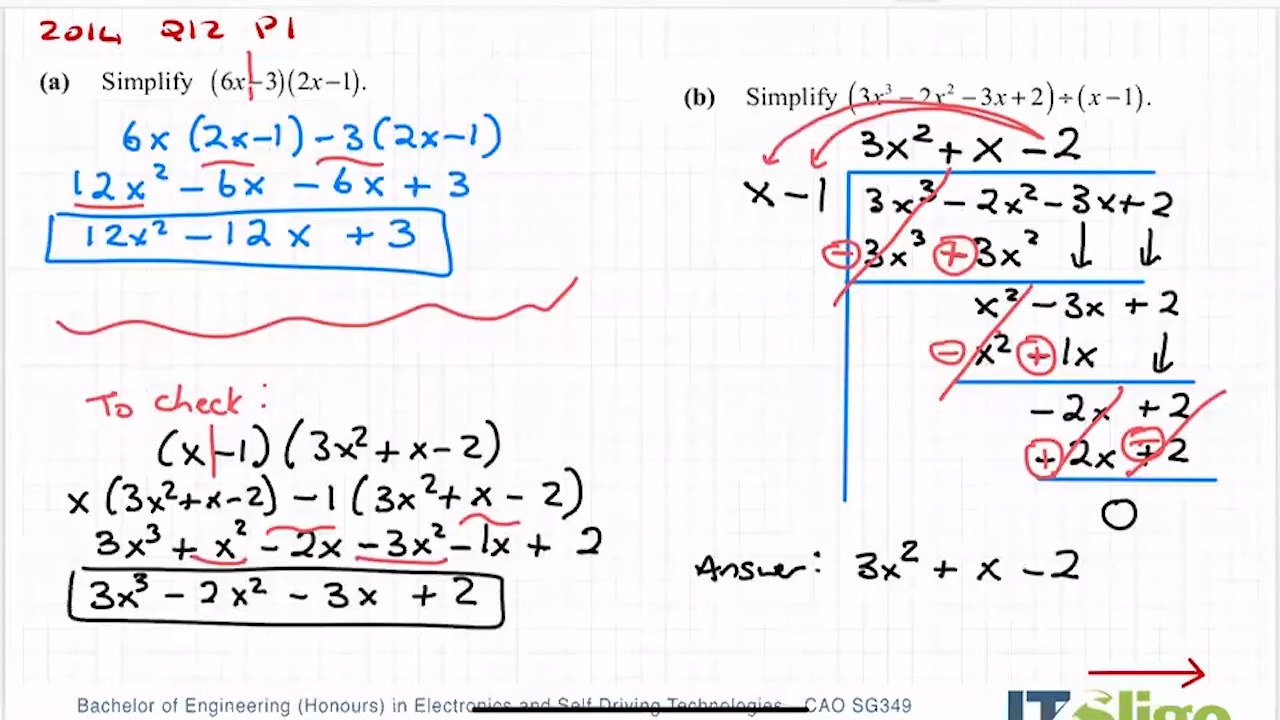 2014 Q12 P1
(a) Simplify (6x−3)(2x−1).
6x (2x−1) −3 (2x−1)
12x² − 6x − 6x + 3
12x² − 12x + 3
To check:
(x−1)(3x²+x−2)
x (3x²+x−2) −1 (3x²+x−2)
3x³ + x² − 2x − 3x² − 1x + 2
3x³ − 2x² − 3x + 2
(b) Simplify (3x³ − 2x² − 3x + 2) ÷ (x−1).
3x² + x − 2
x − 1 3x³ − 2x² − 3x + 2
− 3x³ + 3x² ↓ ↓
x² − 3x + 2
− x² + 1x ↓
−2x + 2
+ 2x − 2
0
Answer: 3x² + x − 2
Bachelor of Engineering (Honours) in Electronics and Self Driving Technologies CAO SG349
IT Sligo